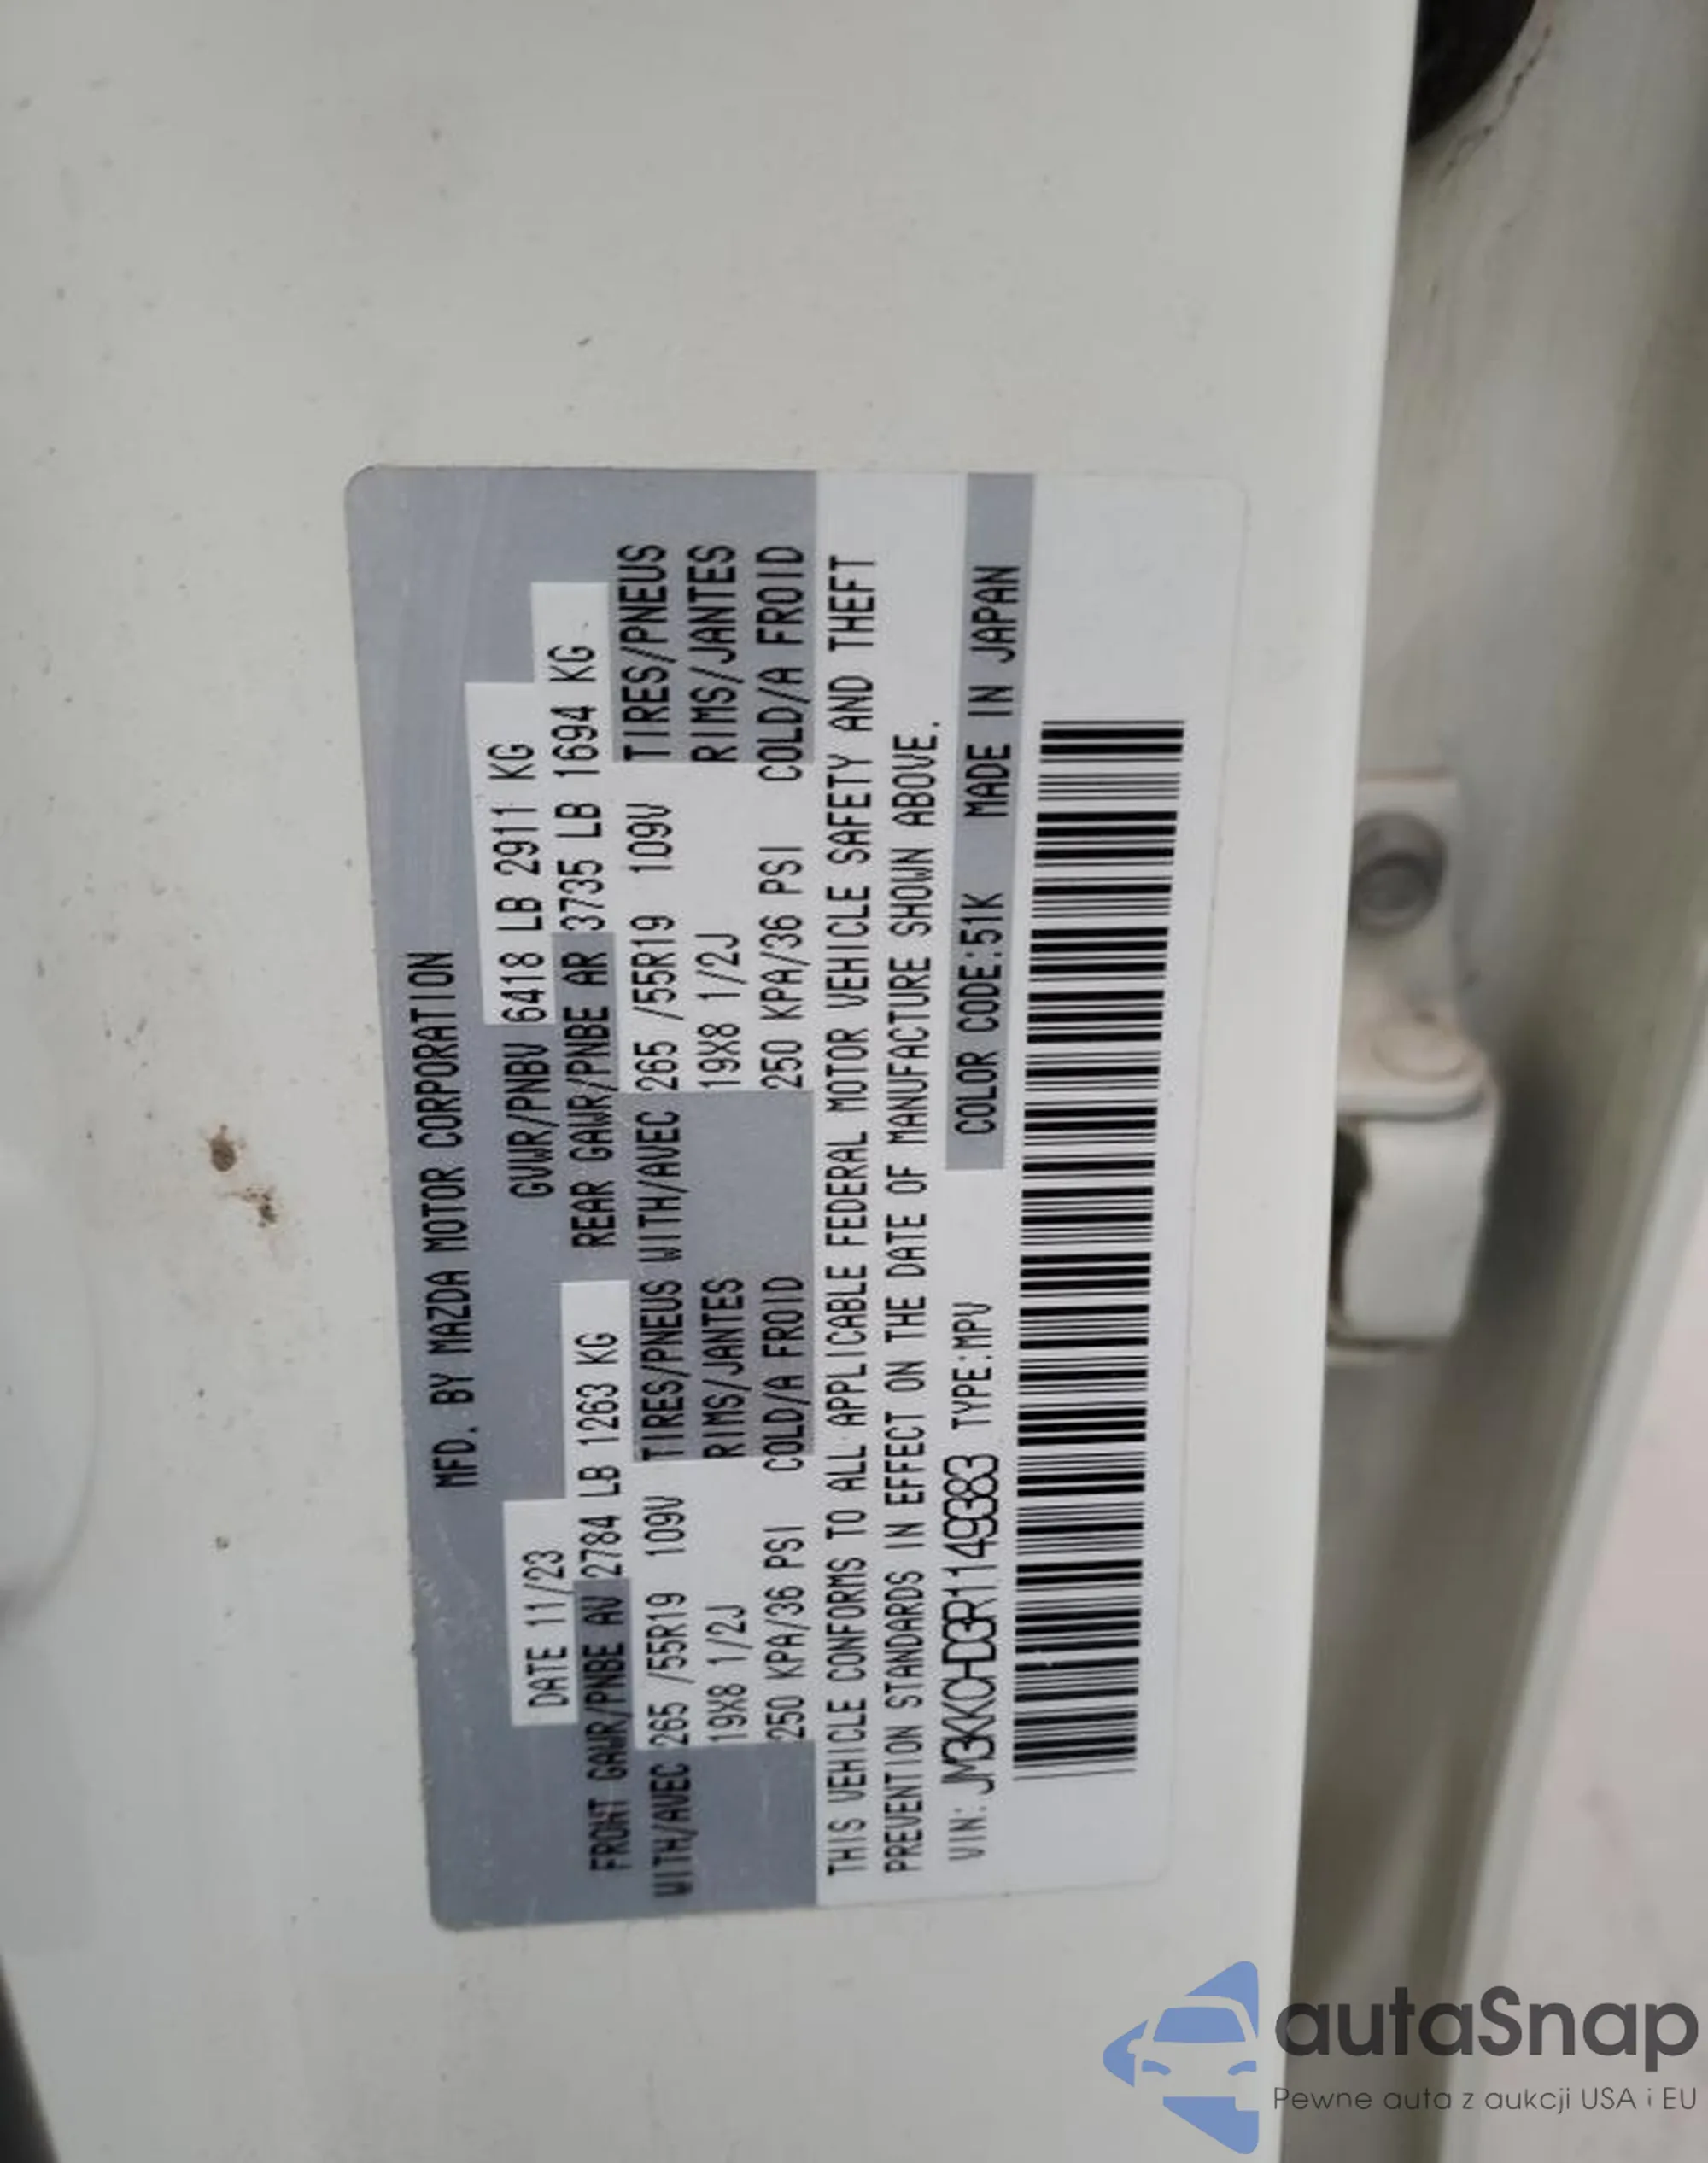 MFD. BY MAZDA MOTOR CORPORATION
DATE 11/23 GVWR/PNBV 6418 LB 2911 KG
FRONT GAWR/PNBE AV 2784 LB 1263 KG REAR GAWR/PNBE AR 3735 LB 1694 KG
WITH/AVEC 265 /55R19 109V TIRES/PNEUS WITH/AVEC 265 /55R19 109V TIRES/PNEUS
19X8 1/2J RIMS/JANTES 19X8 1/2J RIMS/JANTES
250 KPA/36 PSI COLD/A FROID 250 KPA/36 PSI COLD/A FROID
THIS VEHICLE CONFORMS TO ALL APPLICABLE FEDERAL MOTOR VEHICLE SAFETY AND THEFT
PREVENTION STANDARDS IN EFFECT ON THE DATE OF MANUFACTURE SHOWN ABOVE.
VIN: JM3KKCHD3R1149383 TYPE:MPV COLOR CODE:51K MADE IN JAPAN
autaSnap
Pewne auta z aukcji USA i EU